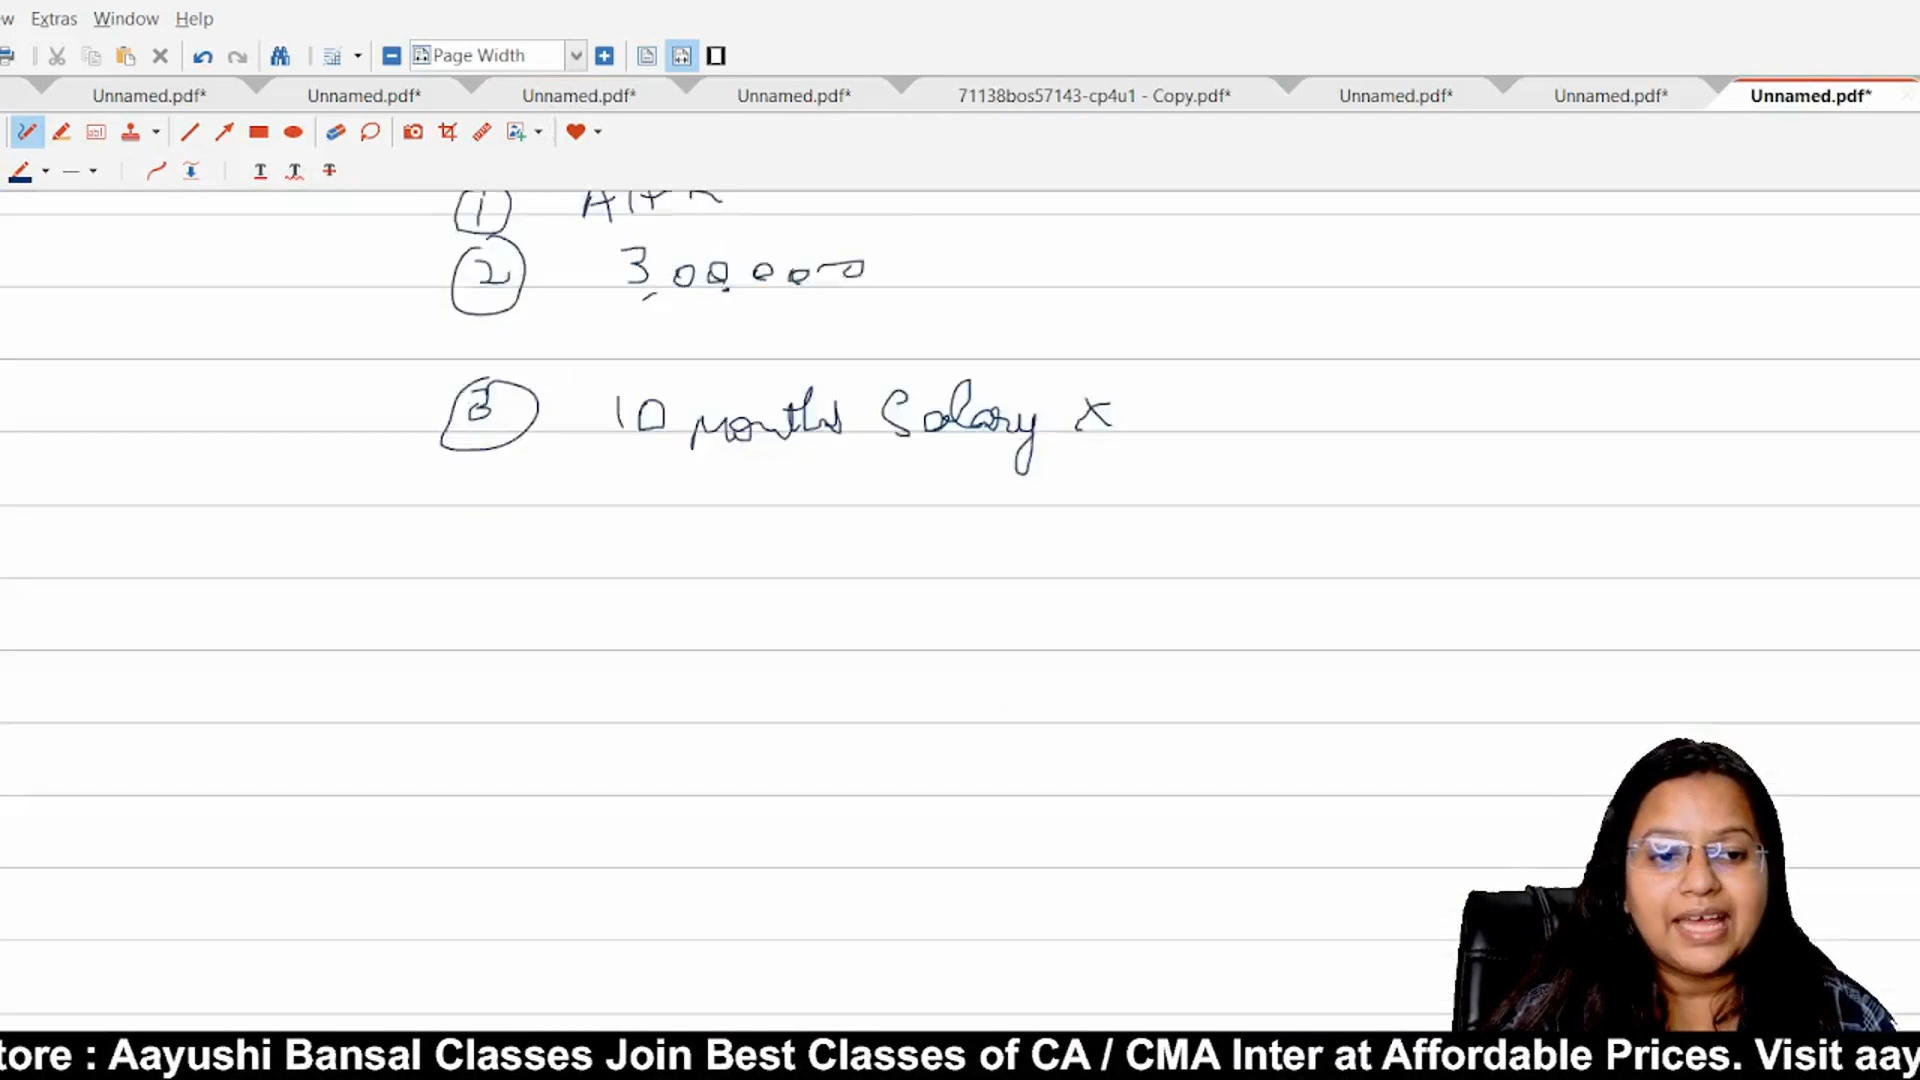 Extras Window Help
Page Width
Unnamed.pdf* Unnamed.pdf* Unnamed.pdf* Unnamed.pdf* 71138bos57143-cp4u1 - Copy.pdf* Unnamed.pdf* Unnamed.pdf* Unnamed.pdf*
1
2 3,00,000
3 10 months Salary x
tore : Aayushi Bansal Classes Join Best Classes of CA / CMA Inter at Affordable Prices. Visit aay